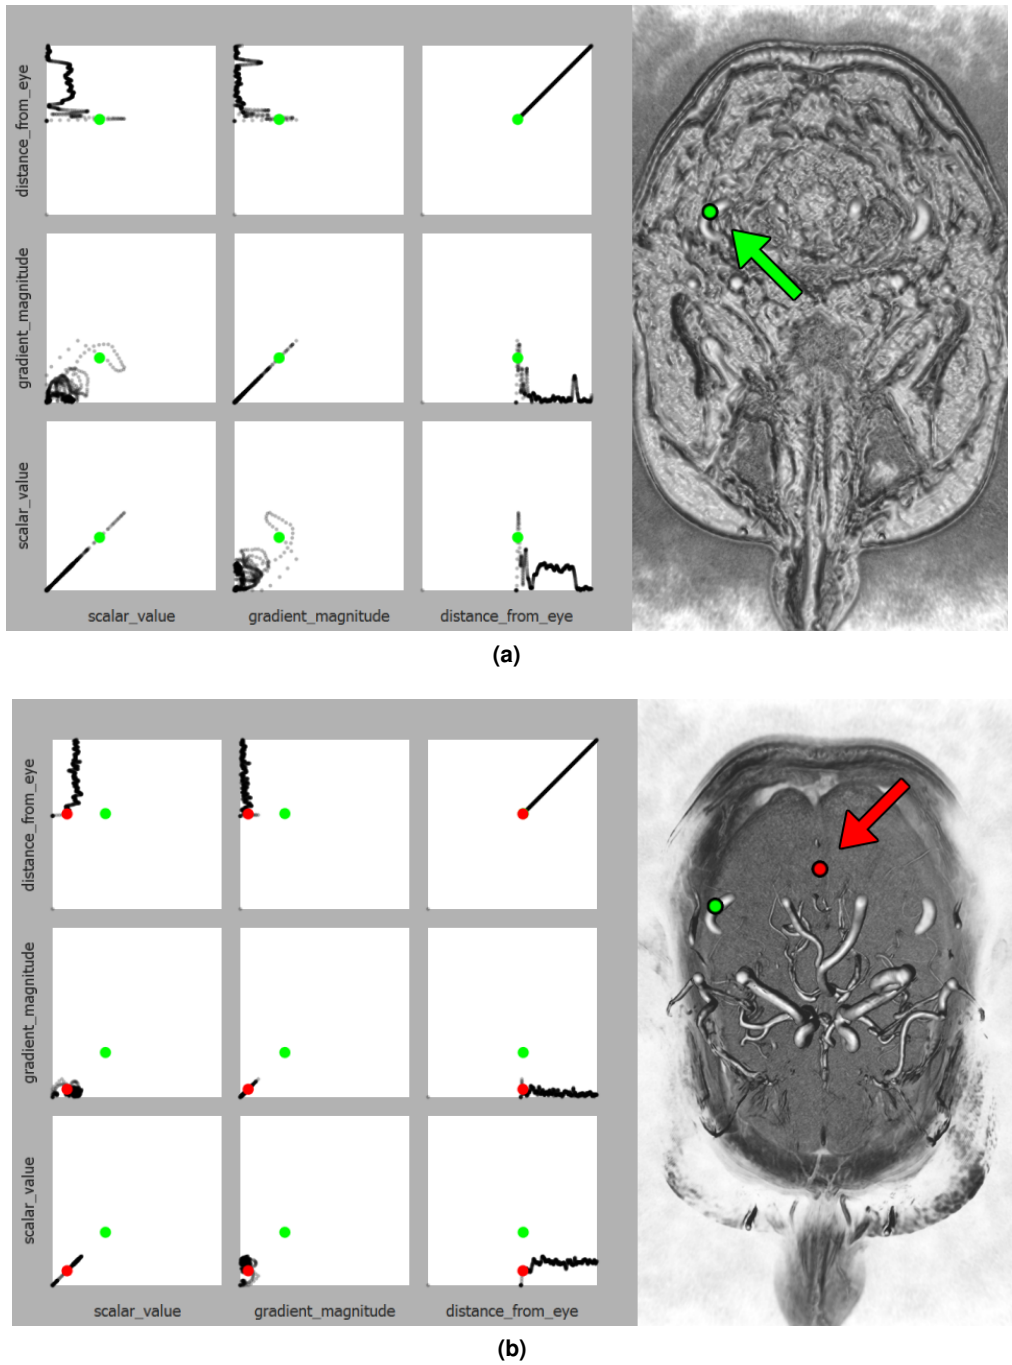 distance_from_eye
gradient_magnitude
scalar_value
scalar_value
gradient_magnitude
distance_from_eye
(a)
distance_from_eye
gradient_magnitude
scalar_value
scalar_value
gradient_magnitude
distance_from_eye
(b)